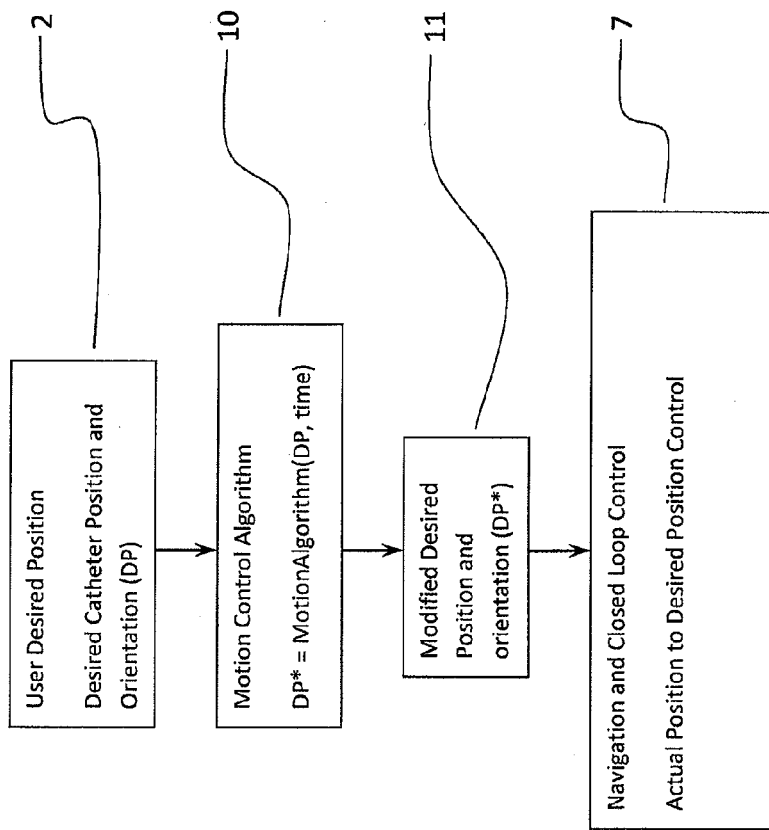 User Desired Position
Desired Catheter Position and
Orientation (DP)
2
Motion Control Algorithm
DP* = MotionAlgorithm(DP, time)
10
Modified Desired
Position and
orientation (DP*)
11
Navigation and Closed Loop Control
Actual Position to Desired Position Control
7